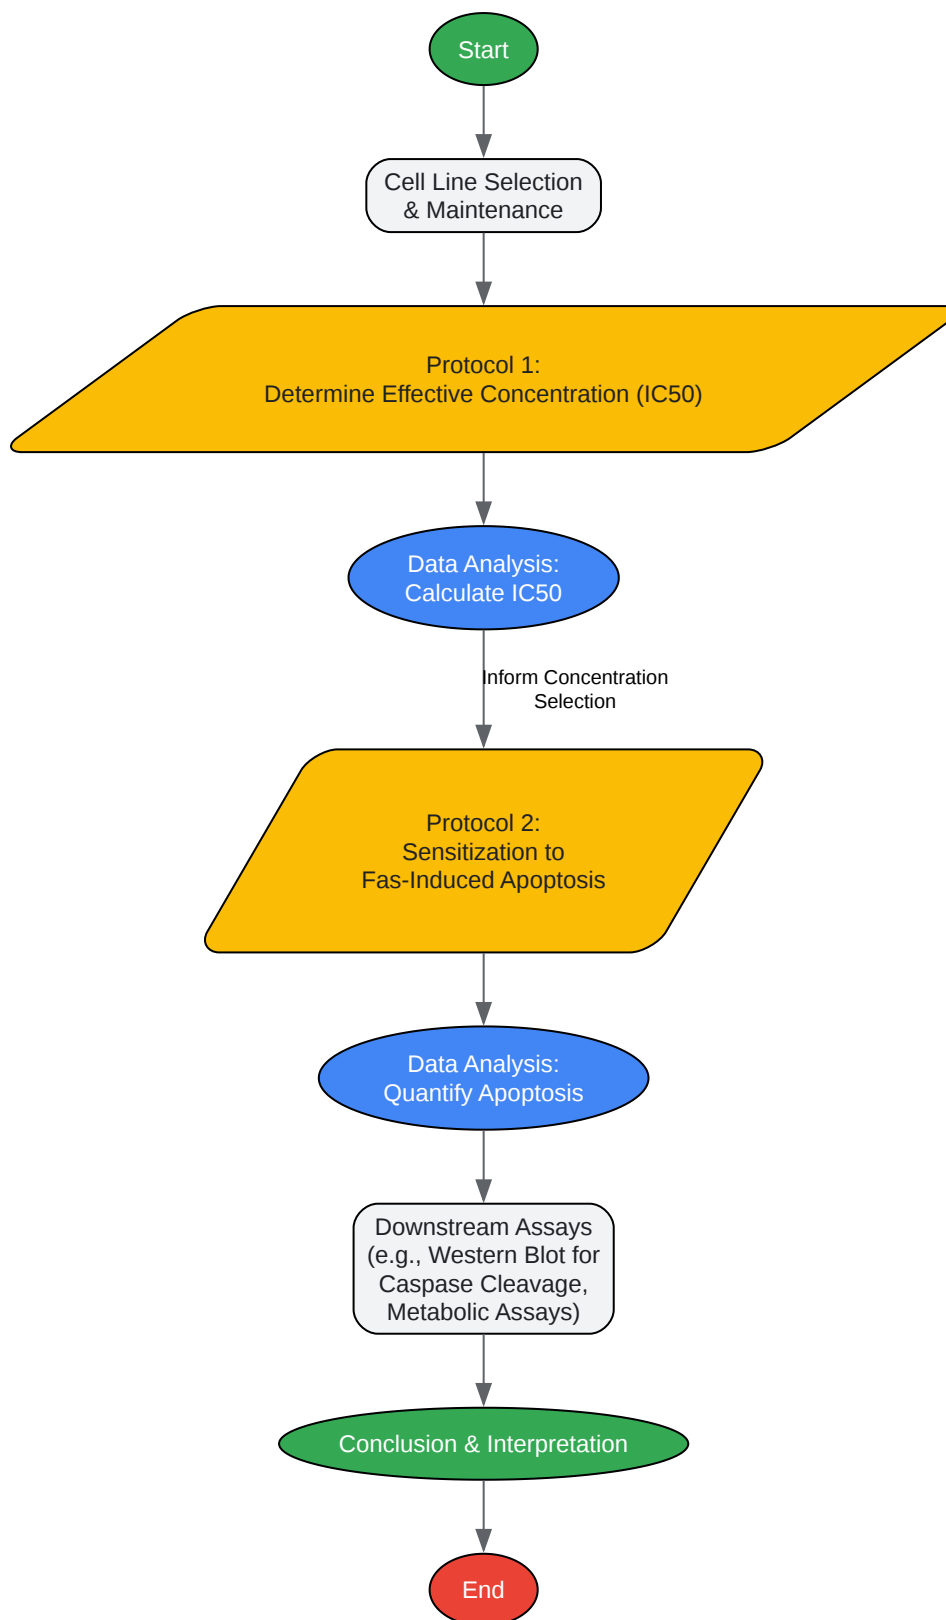 Start
Cell Line Selection
& Maintenance
Protocol 1:
Determine Effective Concentration (IC50)
Data Analysis:
Calculate IC50
Inform Concentration
Selection
Protocol 2:
Sensitization to
Fas-Induced Apoptosis
Data Analysis:
Quantify Apoptosis
Downstream Assays
(e.g., Western Blot for
Caspase Cleavage,
Metabolic Assays)
Conclusion & Interpretation
End